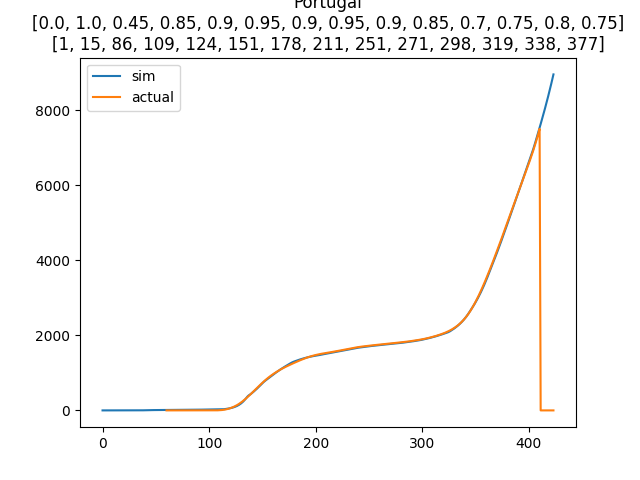 Portugal
[0.0, 1.0, 0.45, 0.85, 0.9, 0.95, 0.9, 0.95, 0.9, 0.85, 0.7, 0.75, 0.8, 0.75]
[1, 15, 86, 109, 124, 151, 178, 211, 251, 271, 298, 319, 338, 377]
sim
actual
8000
6000
4000
2000
0
0 100 200 300 400